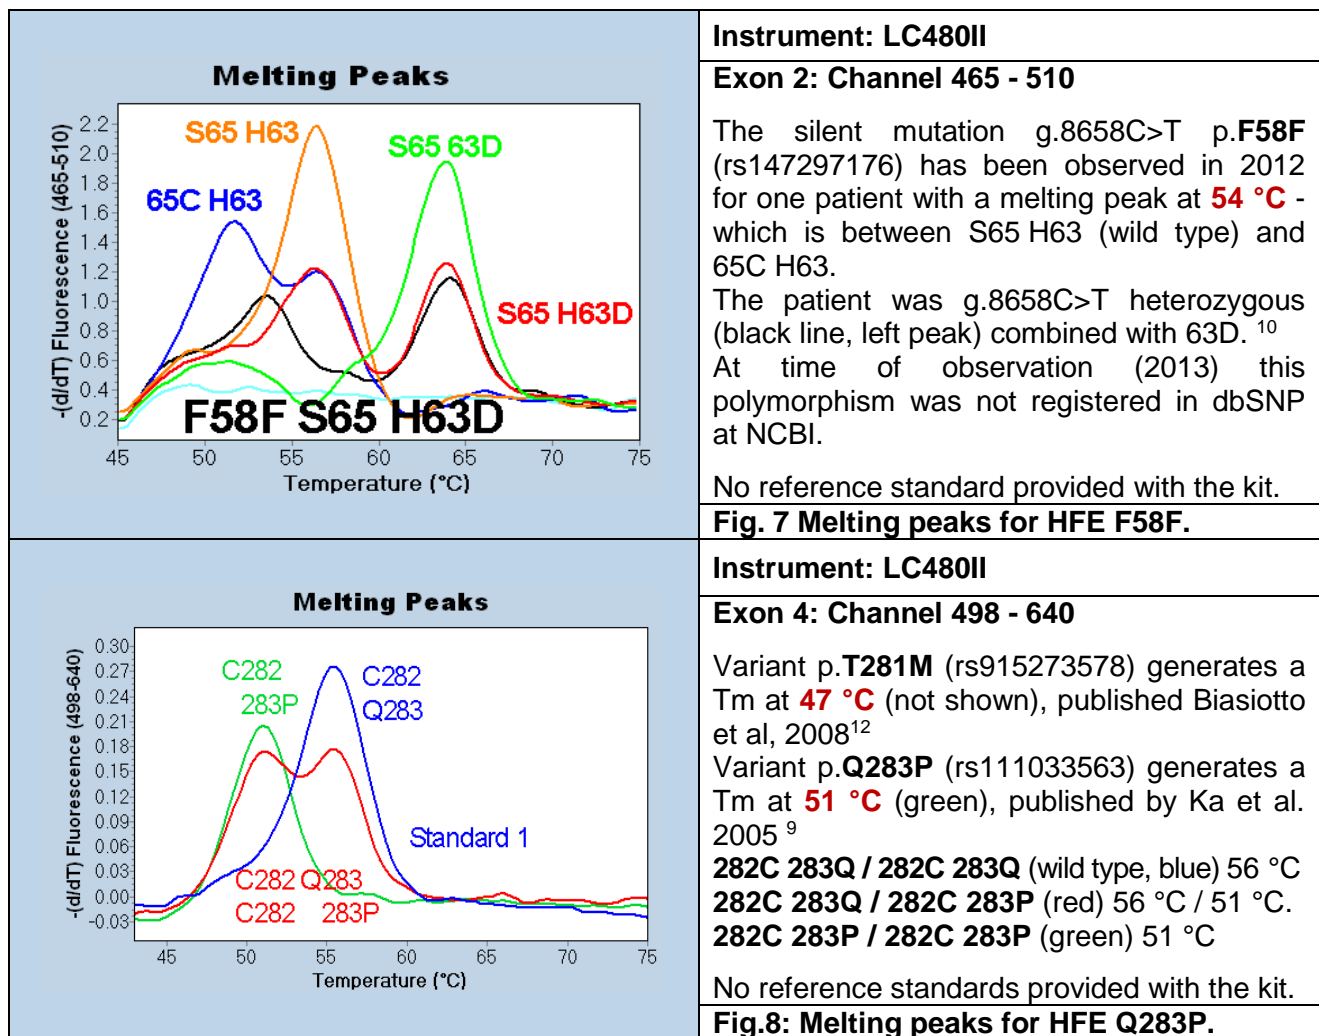 Melting Peaks
-(d/dT) Fluorescence (465-510)
2.2
2.0
1.8
1.6
1.4
1.2
1.0
0.8
0.6
0.4
0.2
S65 H63
S65 63D
65C H63
S65 H63D
F58F S65 H63D
45 50 55 60 65 70 75
Temperature (°C)
Instrument: LC480II
Exon 2: Channel 465 - 510
The silent mutation g.8658C>T p.F58F
(rs147297176) has been observed in 2012
for one patient with a melting peak at 54 °C -
which is between S65 H63 (wild type) and
65C H63.
The patient was g.8658C>T heterozygous
(black line, left peak) combined with 63D. 10
At time of observation (2013) this
polymorphism was not registered in dbSNP
at NCBI.
No reference standard provided with the kit.
Fig. 7 Melting peaks for HFE F58F.
Melting Peaks
-(d/dT) Fluorescence (498-640)
0.30
0.27
0.24
0.21
0.18
0.15
0.12
0.09
0.06
0.03
0.00
-0.03
C282
283P
C282
Q283
Standard 1
C282 Q283
C282 283P
45 50 55 60 65 70 75
Temperature (°C)
Instrument: LC480II
Exon 4: Channel 498 - 640
Variant p.T281M (rs915273578) generates a
Tm at 47 °C (not shown), published Biasiotto
et al, 200812
Variant p.Q283P (rs111033563) generates a
Tm at 51 °C (green), published by Ka et al.
2005 9
282C 283Q / 282C 283Q (wild type, blue) 56 °C
282C 283Q / 282C 283P (red) 56 °C / 51 °C.
282C 283P / 282C 283P (green) 51 °C
No reference standards provided with the kit.
Fig.8: Melting peaks for HFE Q283P.